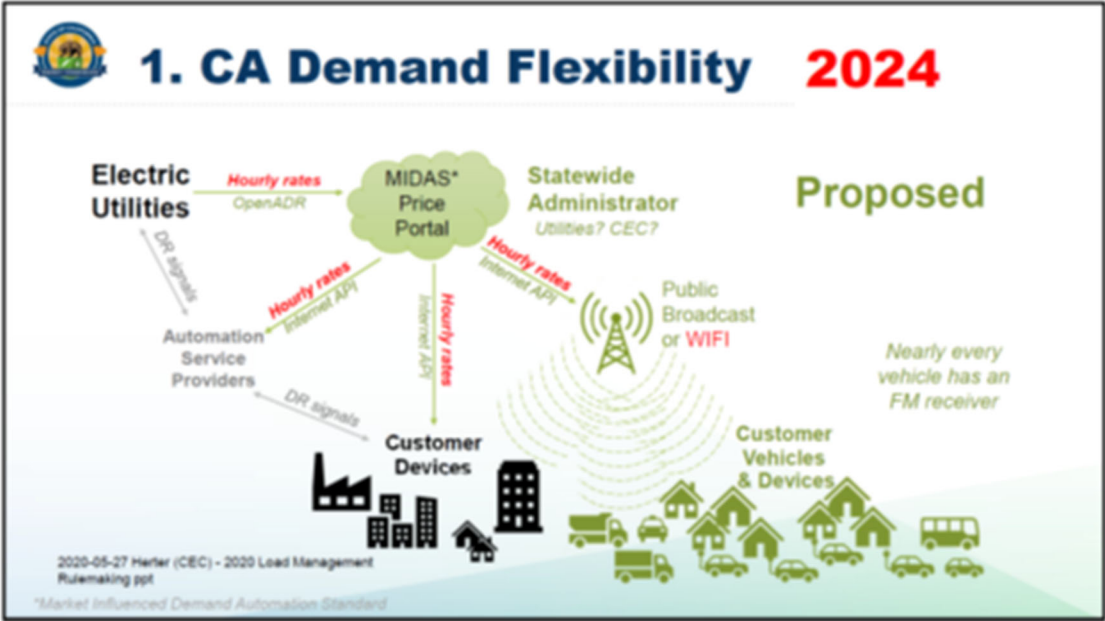 1. CA Demand Flexibility 2024
Electric
Utilities
Hourly rates
OpenADR
MIDAS*
Price
Portal
Statewide
Administrator
Utilities? CEC?
Proposed
DR signals
Hourly rates
Internet API
Hourly rates
Internet API
Hourly rates
Internet API
Public
Broadcast
or WIFI
Automation
Service
Providers
DR signals
Nearly every
vehicle has an
FM receiver
Customer
Devices
Customer
Vehicles
& Devices
2020-05-27 Herter (CEC) - 2020 Load Management
Rulemaking ppt
*Market Influenced Demand Automation Standard